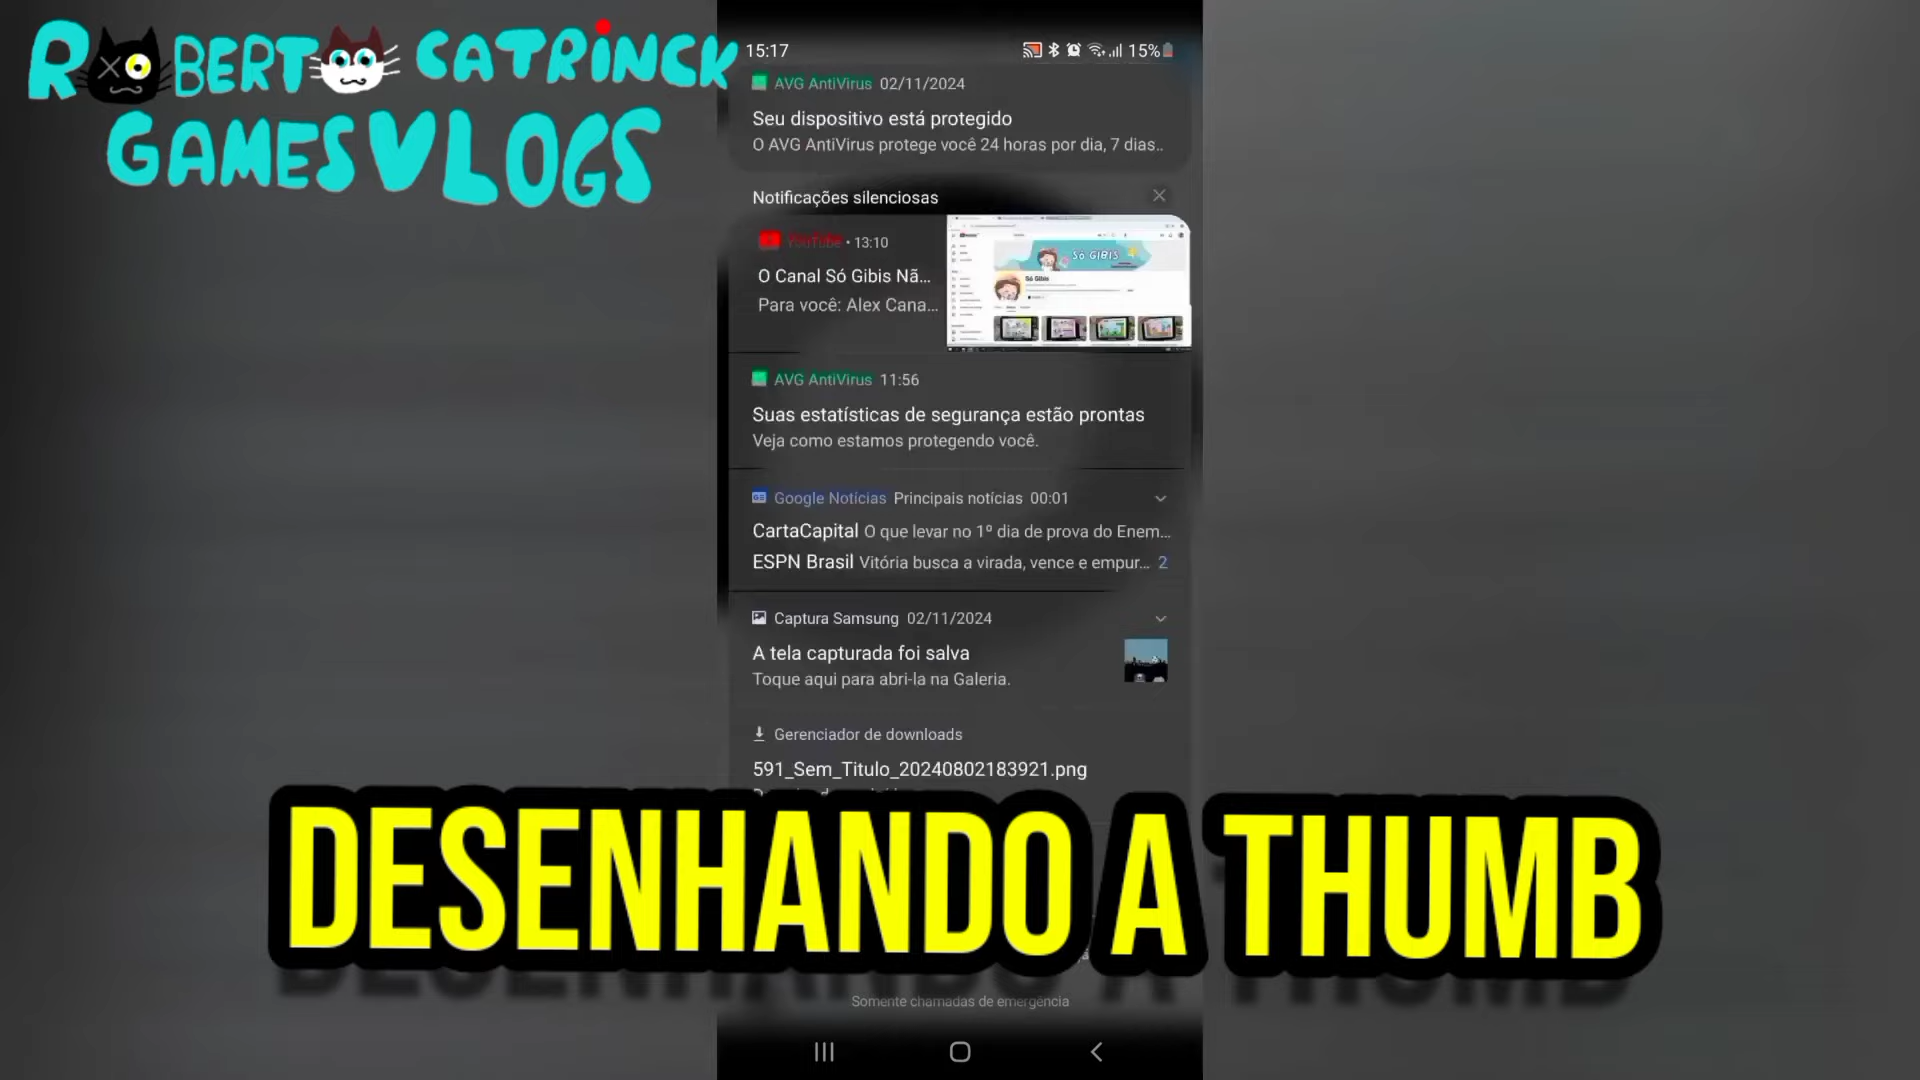 ROBERTO CATRINCK
GAMES VLOGS
15:17
15%
AVG AntiVirus 02/11/2024
Seu dispositivo está protegido
O AVG AntiVirus protege você 24 horas por dia, 7 dias..
Notificações silenciosas
YouTube • 13:10
O Canal Só Gibis Nã...
Para você: Alex Cana...
SÓ GIBIS
Só Gibis
AVG AntiVirus 11:56
Suas estatísticas de segurança estão prontas
Veja como estamos protegendo você.
Google Notícias Principais notícias 00:01
CartaCapital O que levar no 1º dia de prova do Enem...
ESPN Brasil Vitória busca a virada, vence e empur... 2
Captura Samsung 02/11/2024
A tela capturada foi salva
Toque aqui para abri-la na Galeria.
Gerenciador de downloads
591_Sem_Titulo_20240802183921.png
DESENHANDO A THUMB
Somente chamadas de emergência